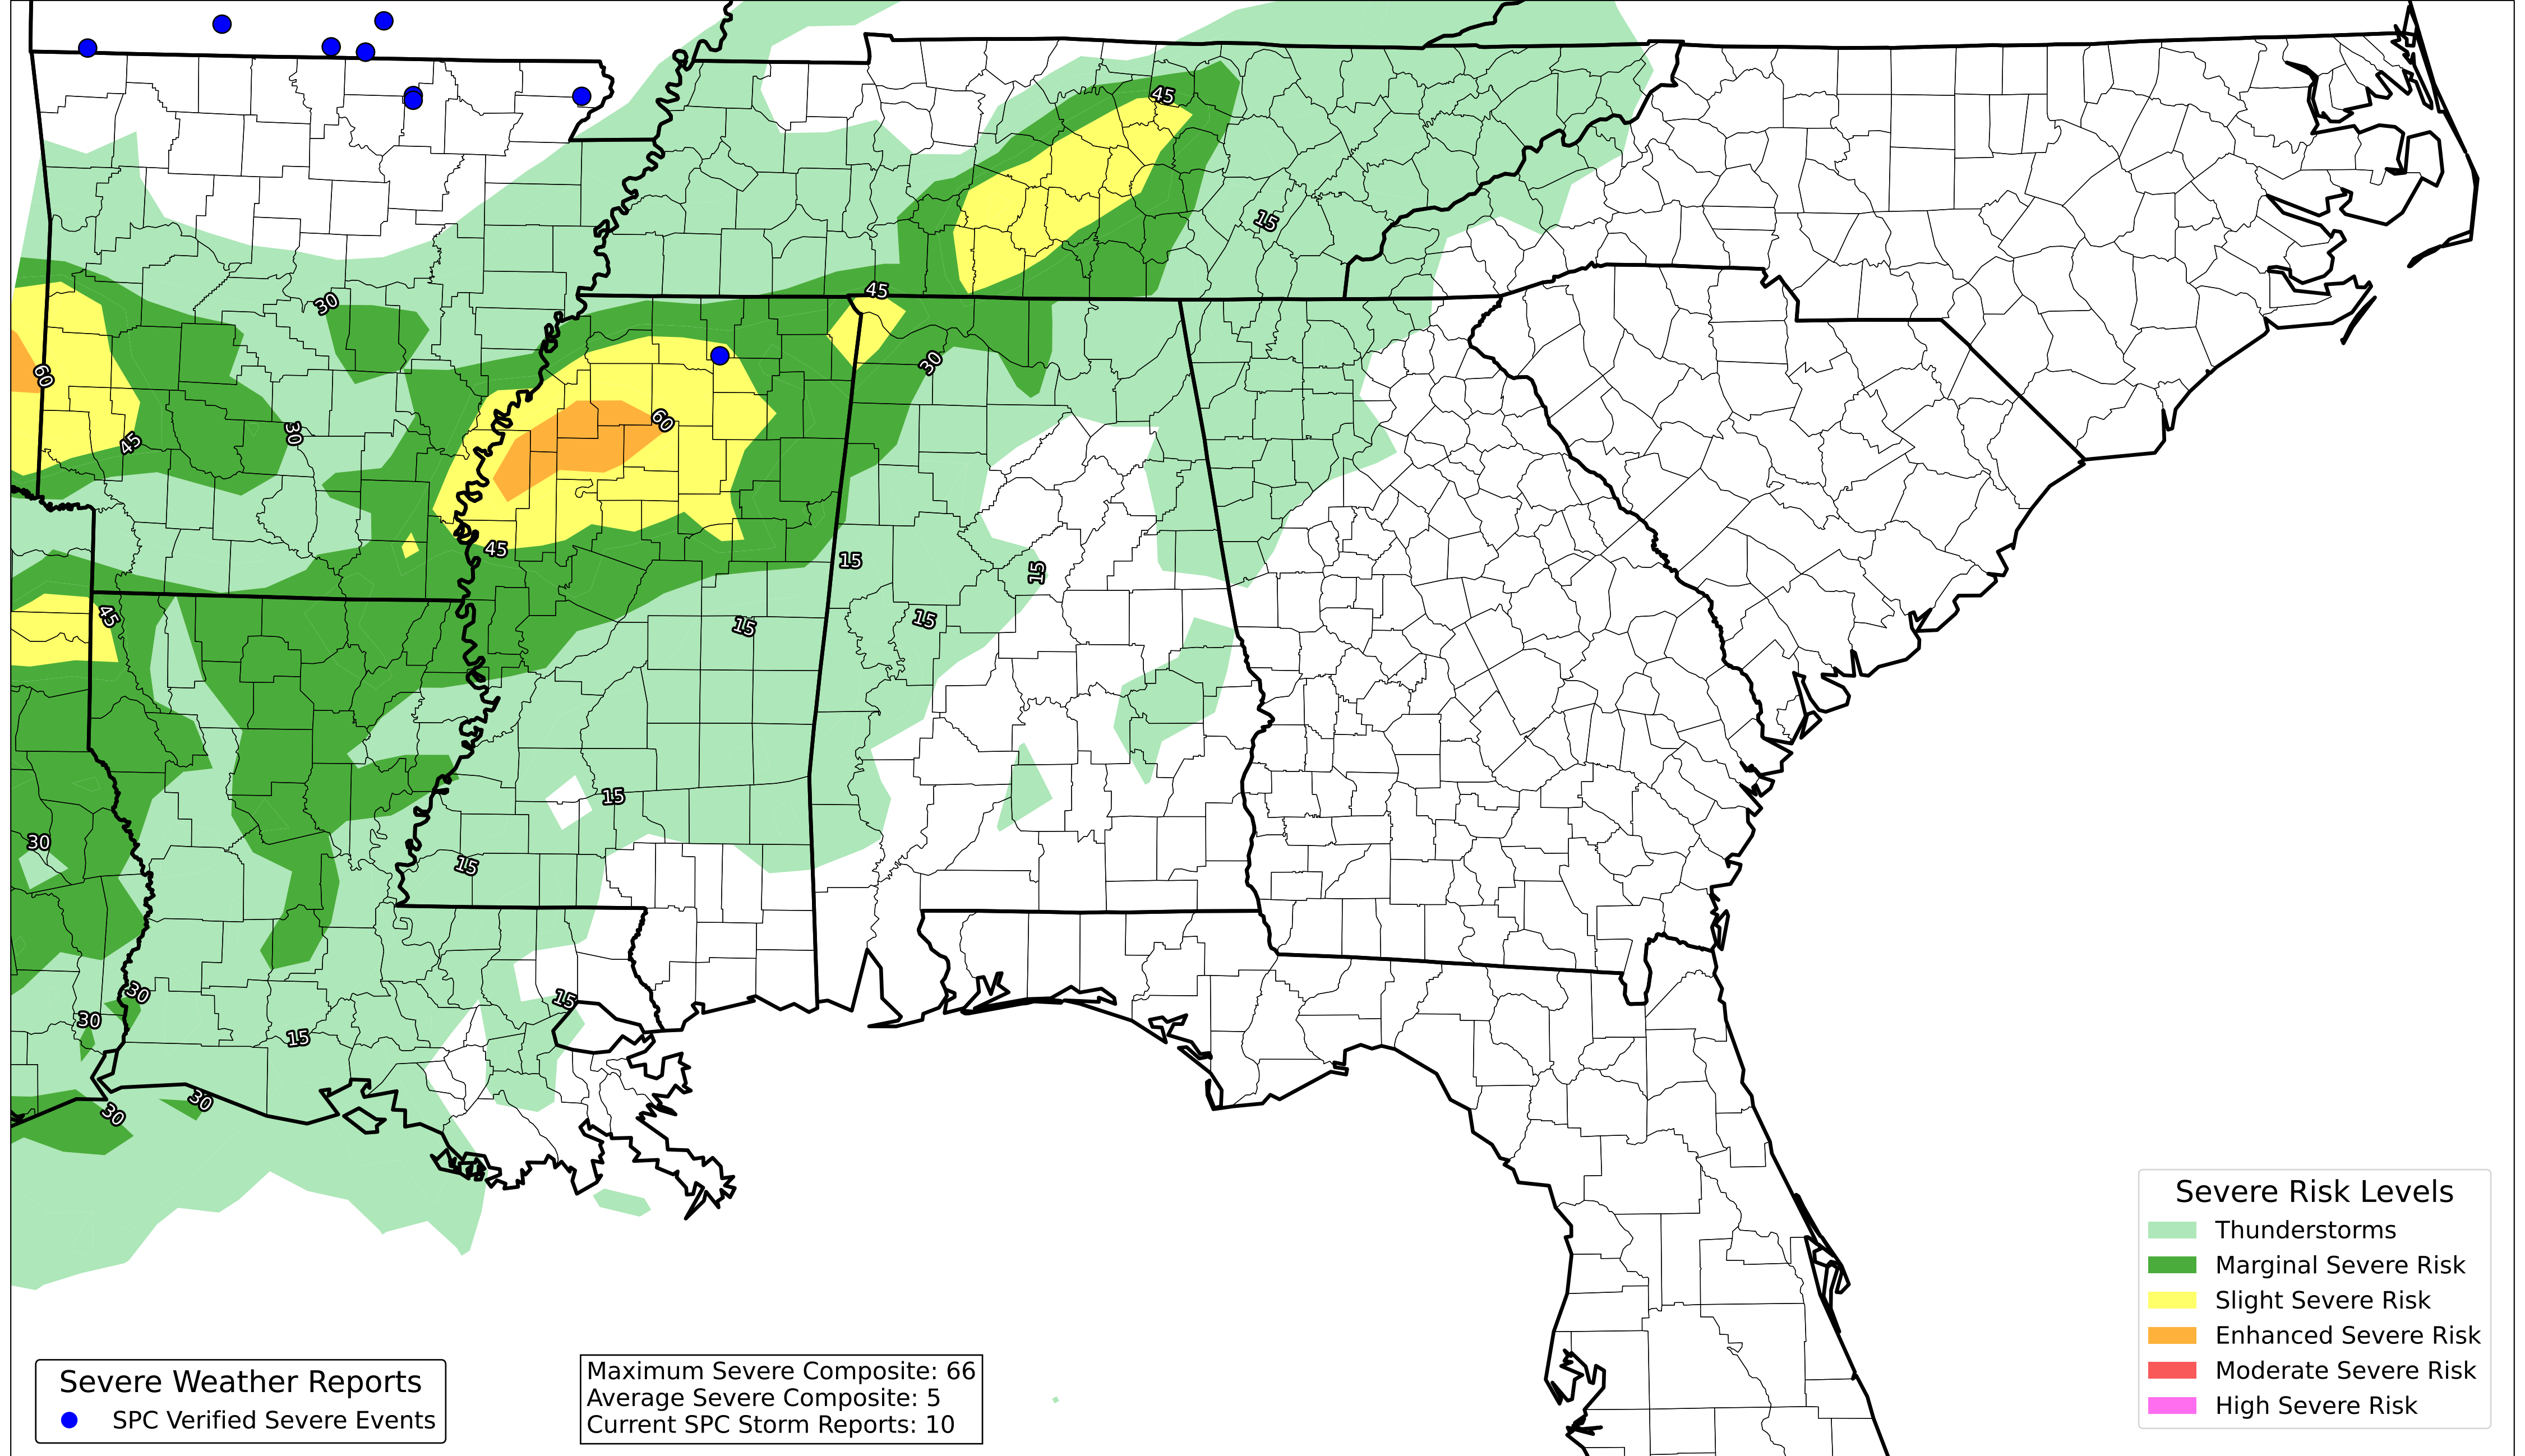 45
15
45
30
30
60
60
45
30
45
15
15
45
15
15
15
30
15
30
15
30
15
30
30
Severe Risk Levels
Thunderstorms
Marginal Severe Risk
Slight Severe Risk
Enhanced Severe Risk
Moderate Severe Risk
High Severe Risk
Severe Weather Reports
SPC Verified Severe Events
Maximum Severe Composite: 66
Average Severe Composite: 5
Current SPC Storm Reports: 10